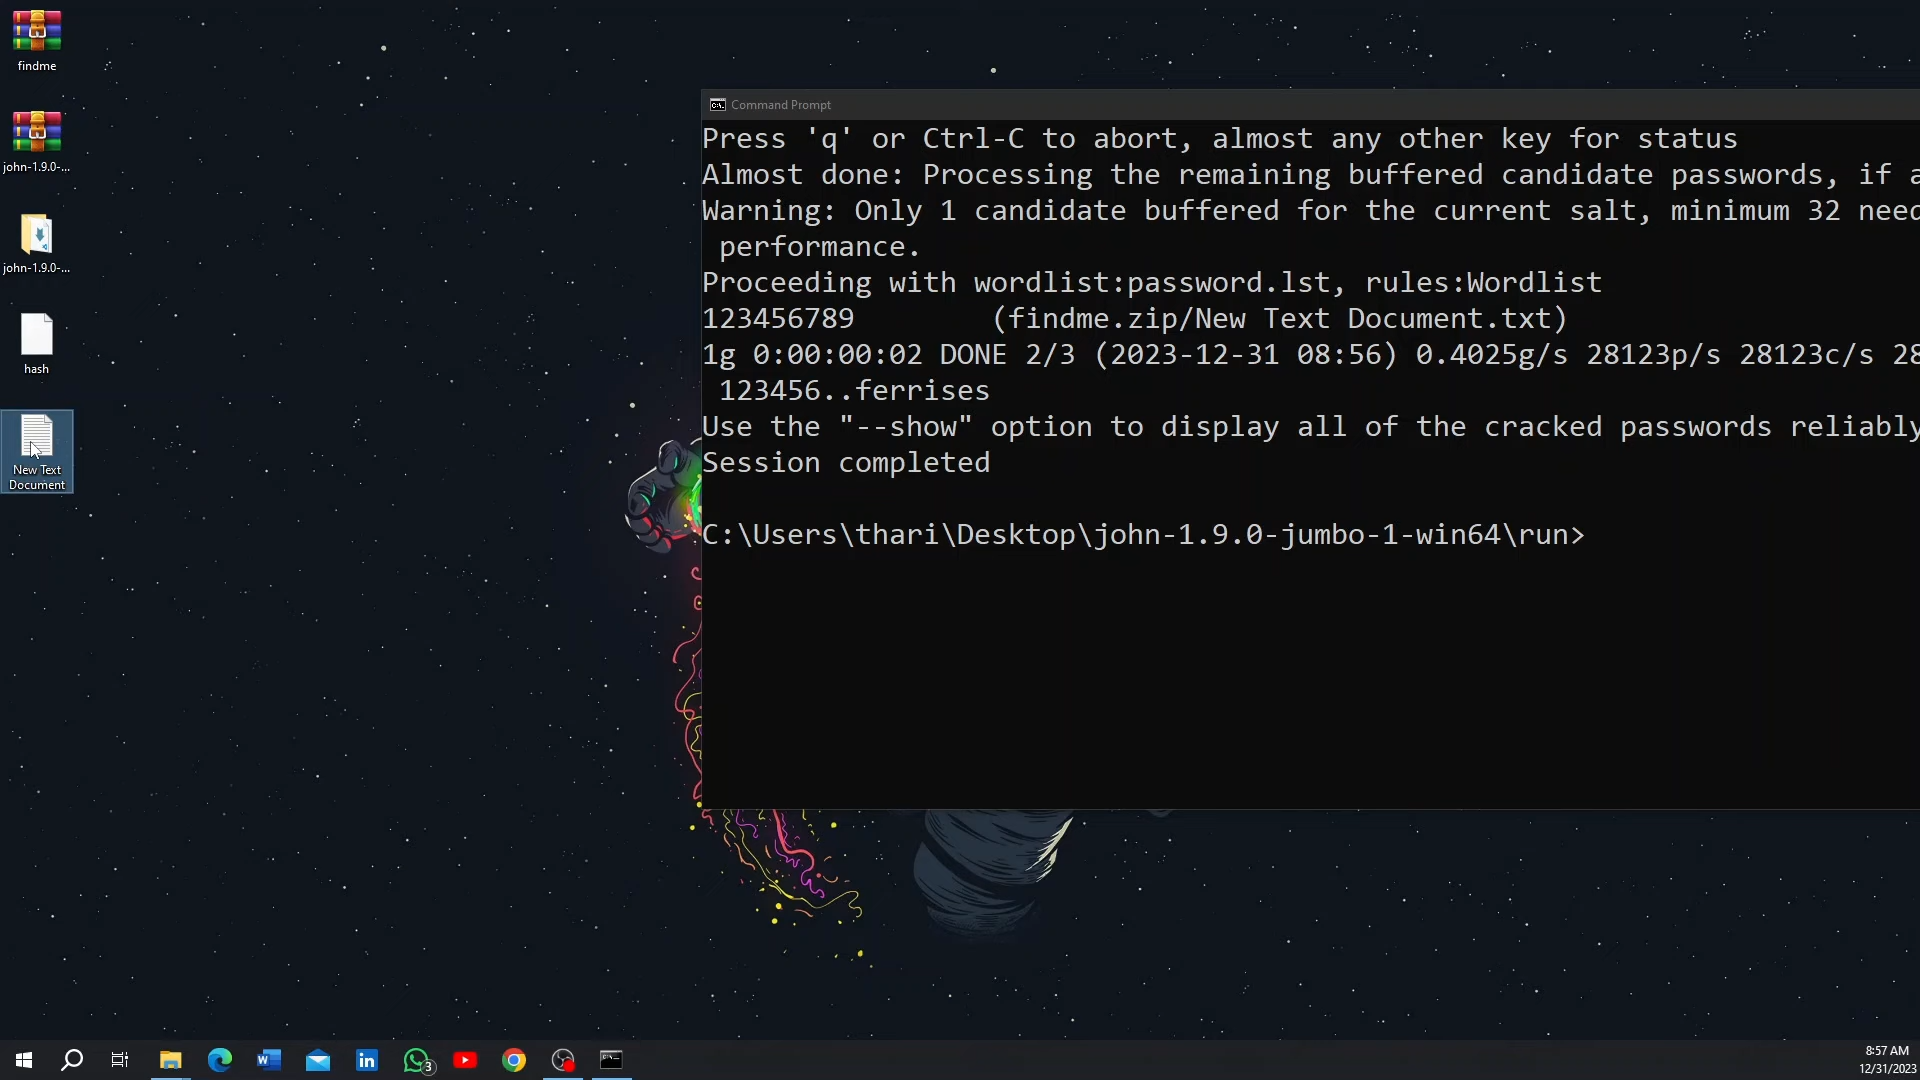 findme
john-1.9.0-...
john-1.9.0-...
hash
New Text
Document
Command Prompt
Press 'q' or Ctrl-C to abort, almost any other key for status
Almost done: Processing the remaining buffered candidate passwords, if a
Warning: Only 1 candidate buffered for the current salt, minimum 32 need
performance.
Proceeding with wordlist:password.lst, rules:Wordlist
123456789        (findme.zip/New Text Document.txt)
1g 0:00:00:02 DONE 2/3 (2023-12-31 08:56) 0.4025g/s 28123p/s 28123c/s 28
123456..ferrises
Use the "--show" option to display all of the cracked passwords reliably
Session completed
C:\Users\thari\Desktop\john-1.9.0-jumbo-1-win64\run>
3
8:57 AM
12/31/2023